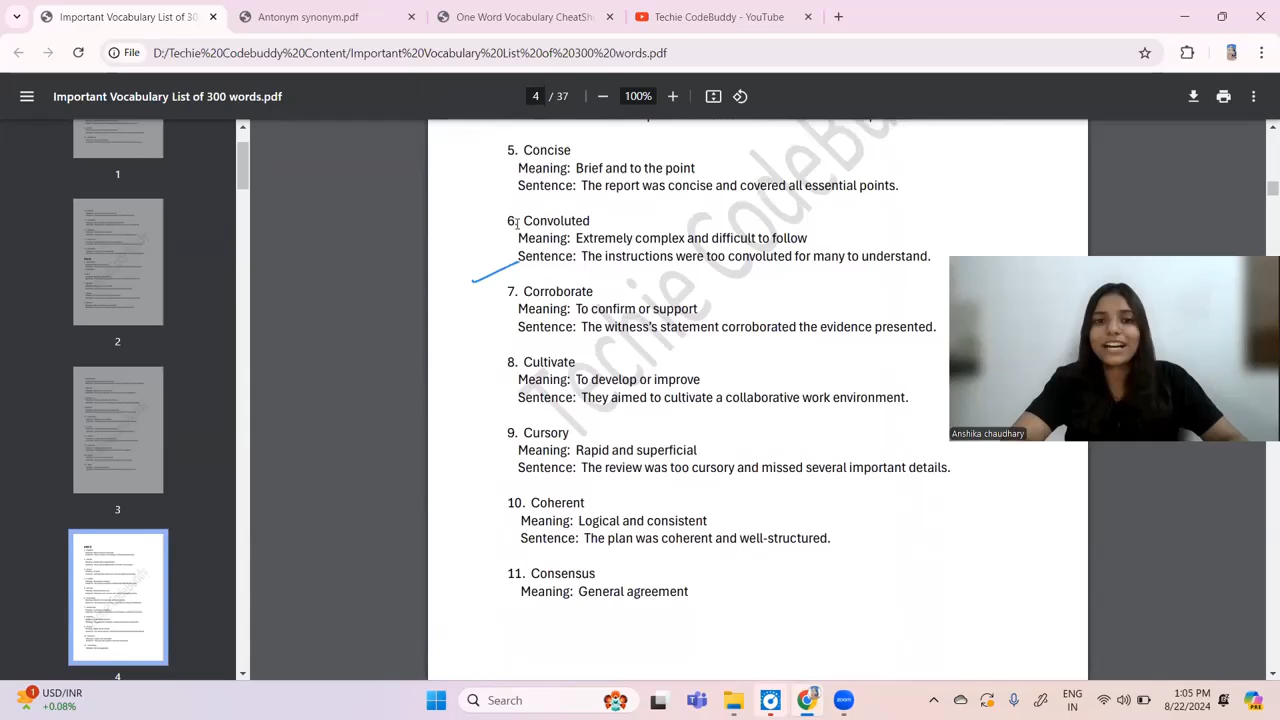 Important Vocabulary List of 30
Antonym synonym.pdf
One Word Vocabulary CheatSh
Techie CodeBuddy - YouTube
File
D:/Techie%20Codebuddy%20Content/Important%20Vocabulary%20List%20of%20300%20words.pdf
Important Vocabulary List of 300 words.pdf
4 / 37
100%
5. Concise
Meaning: Brief and to the point
Sentence: The report was concise and covered all essential points.
6. Convoluted
Meaning: Extremely complex and difficult to follow
Sentence: The instructions were too convoluted for many to understand.
7. Corroborate
Meaning: To confirm or support
Sentence: The witness's statement corroborated the evidence presented.
8. Cultivate
Meaning: To develop or improve
Sentence: They aimed to cultivate a collaborative work environment.
9. Cursory
Meaning: Rapid and superficial
Sentence: The review was too cursory and missed several important details.
10. Coherent
Meaning: Logical and consistent
Sentence: The plan was coherent and well-structured.
11. Consensus
Meaning: General agreement
Techie CodeBu
1
2
3
4
Anshika chaudhary
1
USD/INR
+0.08%
Search
zoom
ENG
IN
1:05 PM
8/22/2024
PRE